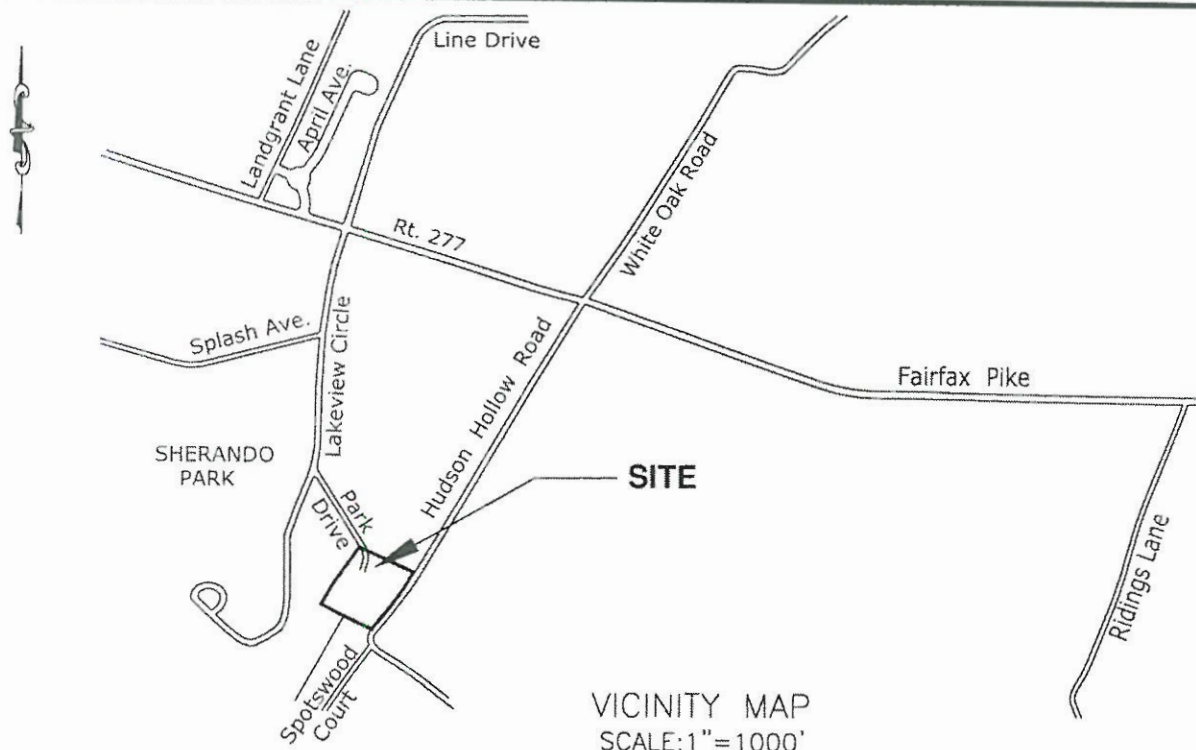 Line Drive
Landgrant Lane
April Ave.
White Oak Road
Rt. 277
Splash Ave.
Lakeview Circle
Hudson Hollow Road
Fairfax Pike
SHERANDO
PARK
SITE
Park
Drive
Ridings Lane
Spotswood
Court
VICINITY MAP
SCALE:1"=1000'